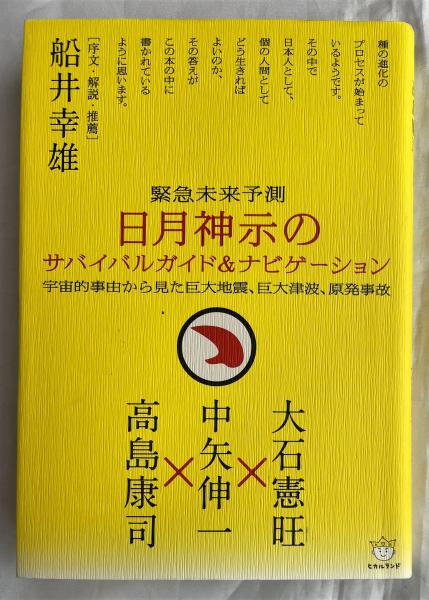 種の進化の
プロセスが始まって
いるようです。
その中で
日本人として、
個の人間として
どう生きれば
よいのか、
その答えが
この本の中に
書かれている
ように思います。
[序文・解説・推薦]
船井幸雄
緊急未来予測
日月神示の
サバイバルガイド&ナビゲーション
宇宙的事由から見た巨大地震、巨大津波、原発事故
大石憲旺
×
中矢伸一
×
高島康司
ヒカルランド